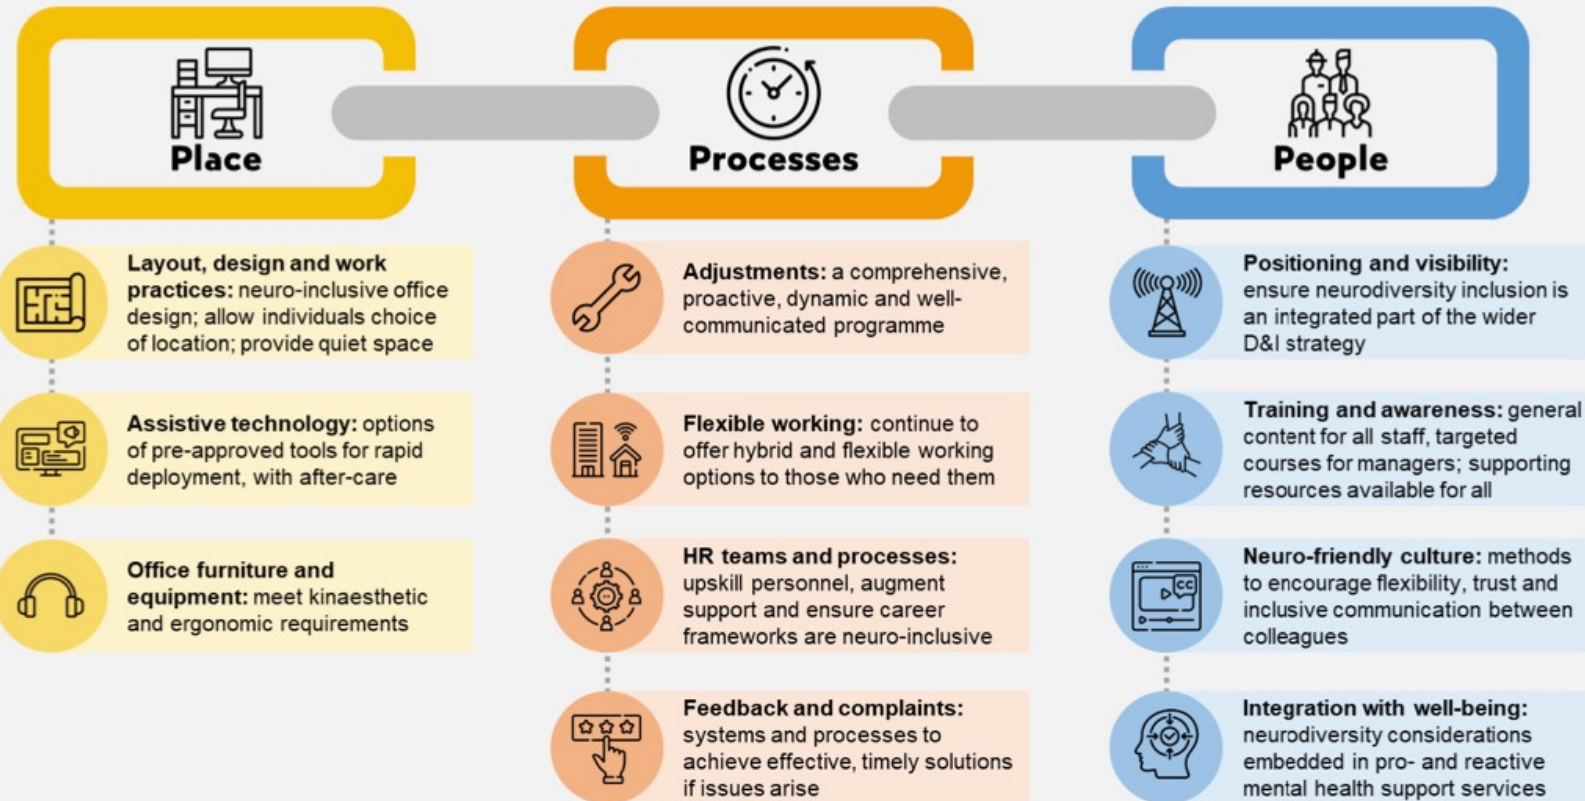 Place
Layout, design and work
practices: neuro-inclusive office
design; allow individuals choice
of location; provide quiet space
Assistive technology: options
of pre-approved tools for rapid
deployment, with after-care
Office furniture and
equipment: meet kinaesthetic
and ergonomic requirements
Processes
Adjustments: a comprehensive,
proactive, dynamic and well-
communicated programme
Flexible working: continue to
offer hybrid and flexible working
options to those who need them
HR teams and processes:
upskill personnel, augment
support and ensure career
frameworks are neuro-inclusive
Feedback and complaints:
systems and processes to
achieve effective, timely solutions
if issues arise
People
Positioning and visibility:
ensure neurodiversity inclusion is
an integrated part of the wider
D&I strategy
Training and awareness: general
content for all staff, targeted
courses for managers; supporting
resources available for all
CC
Neuro-friendly culture: methods
to encourage flexibility, trust and
inclusive communication between
colleagues
Integration with well-being:
neurodiversity considerations
embedded in pro- and reactive
mental health support services